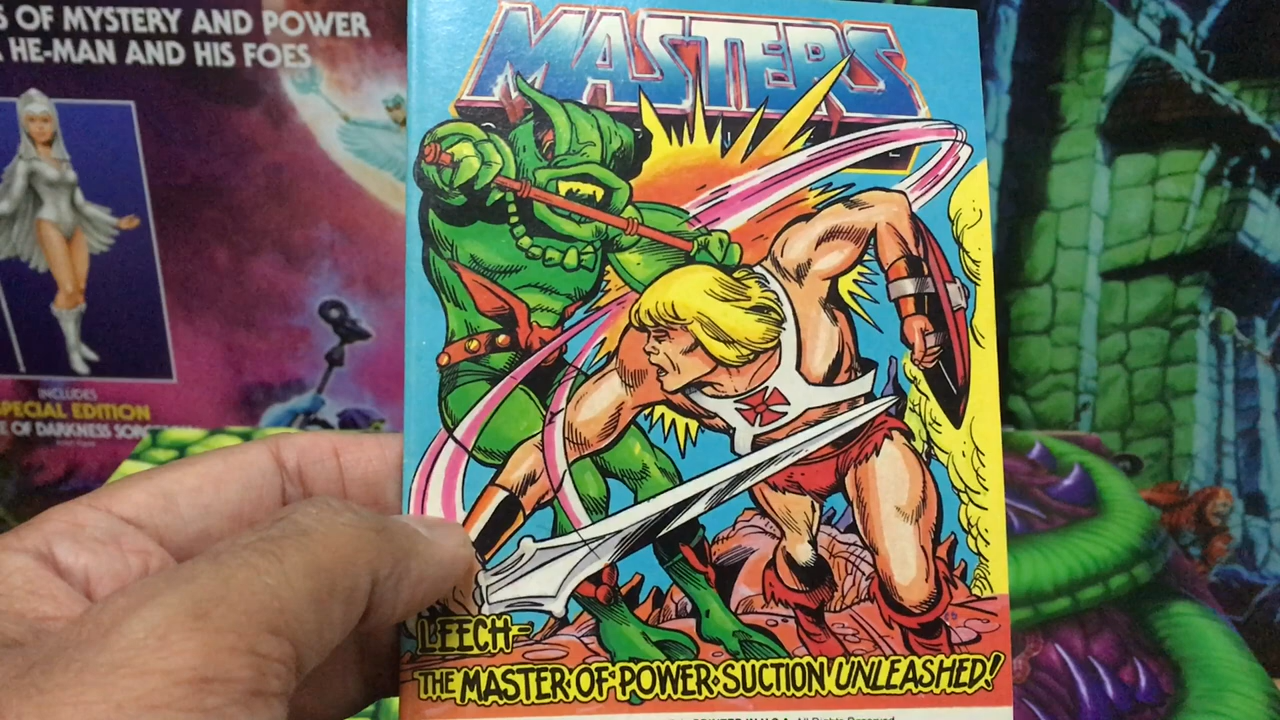 S OF MYSTERY AND POWER
HE-MAN AND HIS FOES
INCLUDES
SPECIAL EDITION
OF DARKNESS
MASTERS
LEECH-
THE MASTER·OF·POWER·SUCTION UNLEASHED!
PRINTED IN U.S.A. All Rights Reserved